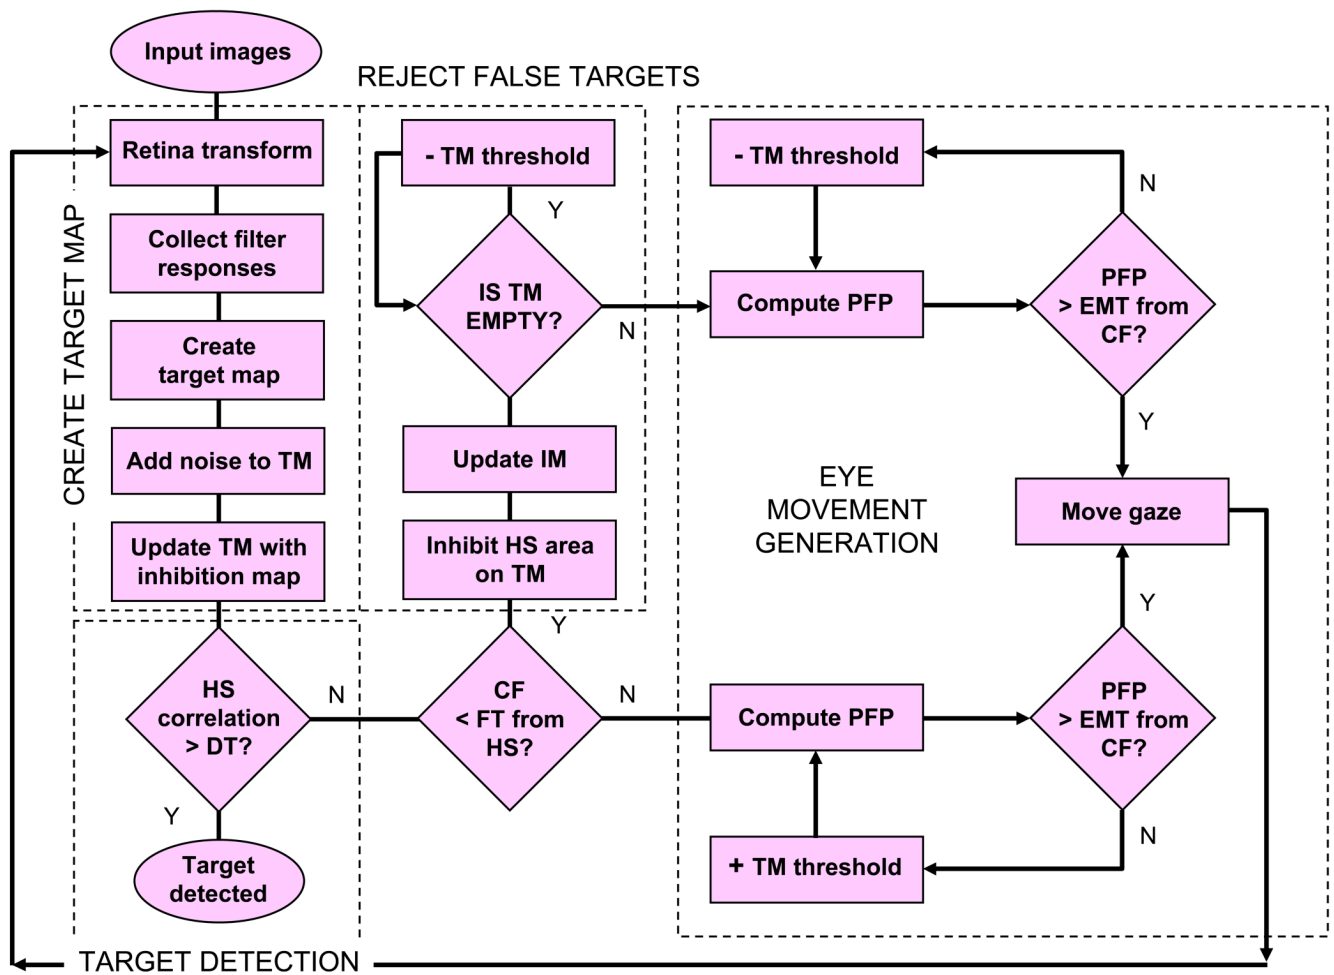 Input images
REJECT FALSE TARGETS
CREATE TARGET MAP
Retina transform
Collect filter
responses
Create
target map
Add noise to TM
Update TM with
inhibition map
HS
correlation
> DT?
N
Y
Target
detected
TARGET DETECTION
- TM threshold
Y
IS TM
EMPTY?
N
Update IM
Inhibit HS area
on TM
Y
CF
< FT from
HS?
N
- TM threshold
Compute PFP
N
PFP
> EMT from
CF?
Y
EYE
MOVEMENT
GENERATION
Move gaze
Y
Compute PFP
PFP
> EMT from
CF?
N
+ TM threshold